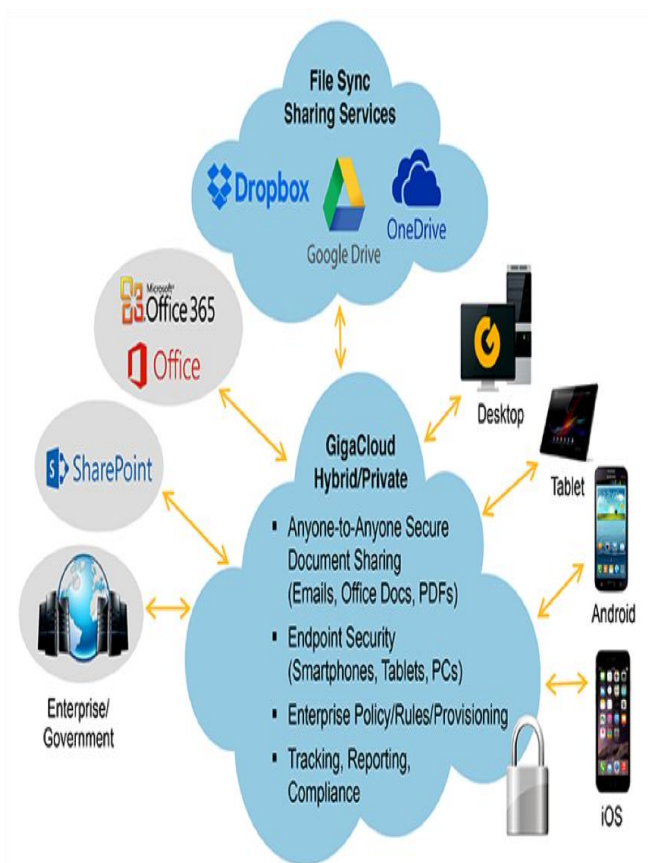 File Sync
Sharing Services
Dropbox
Google Drive
OneDrive
Microsoft®
Office 365
Office
S
SharePoint
Enterprise/
Government
Desktop
Tablet
Android
iOS
GigaCloud
Hybrid/Private
▪ Anyone-to-Anyone Secure
Document Sharing
(Emails, Office Docs, PDFs)
▪ Endpoint Security
(Smartphones, Tablets, PCs)
▪ Enterprise Policy/Rules/Provisioning
▪ Tracking, Reporting,
Compliance